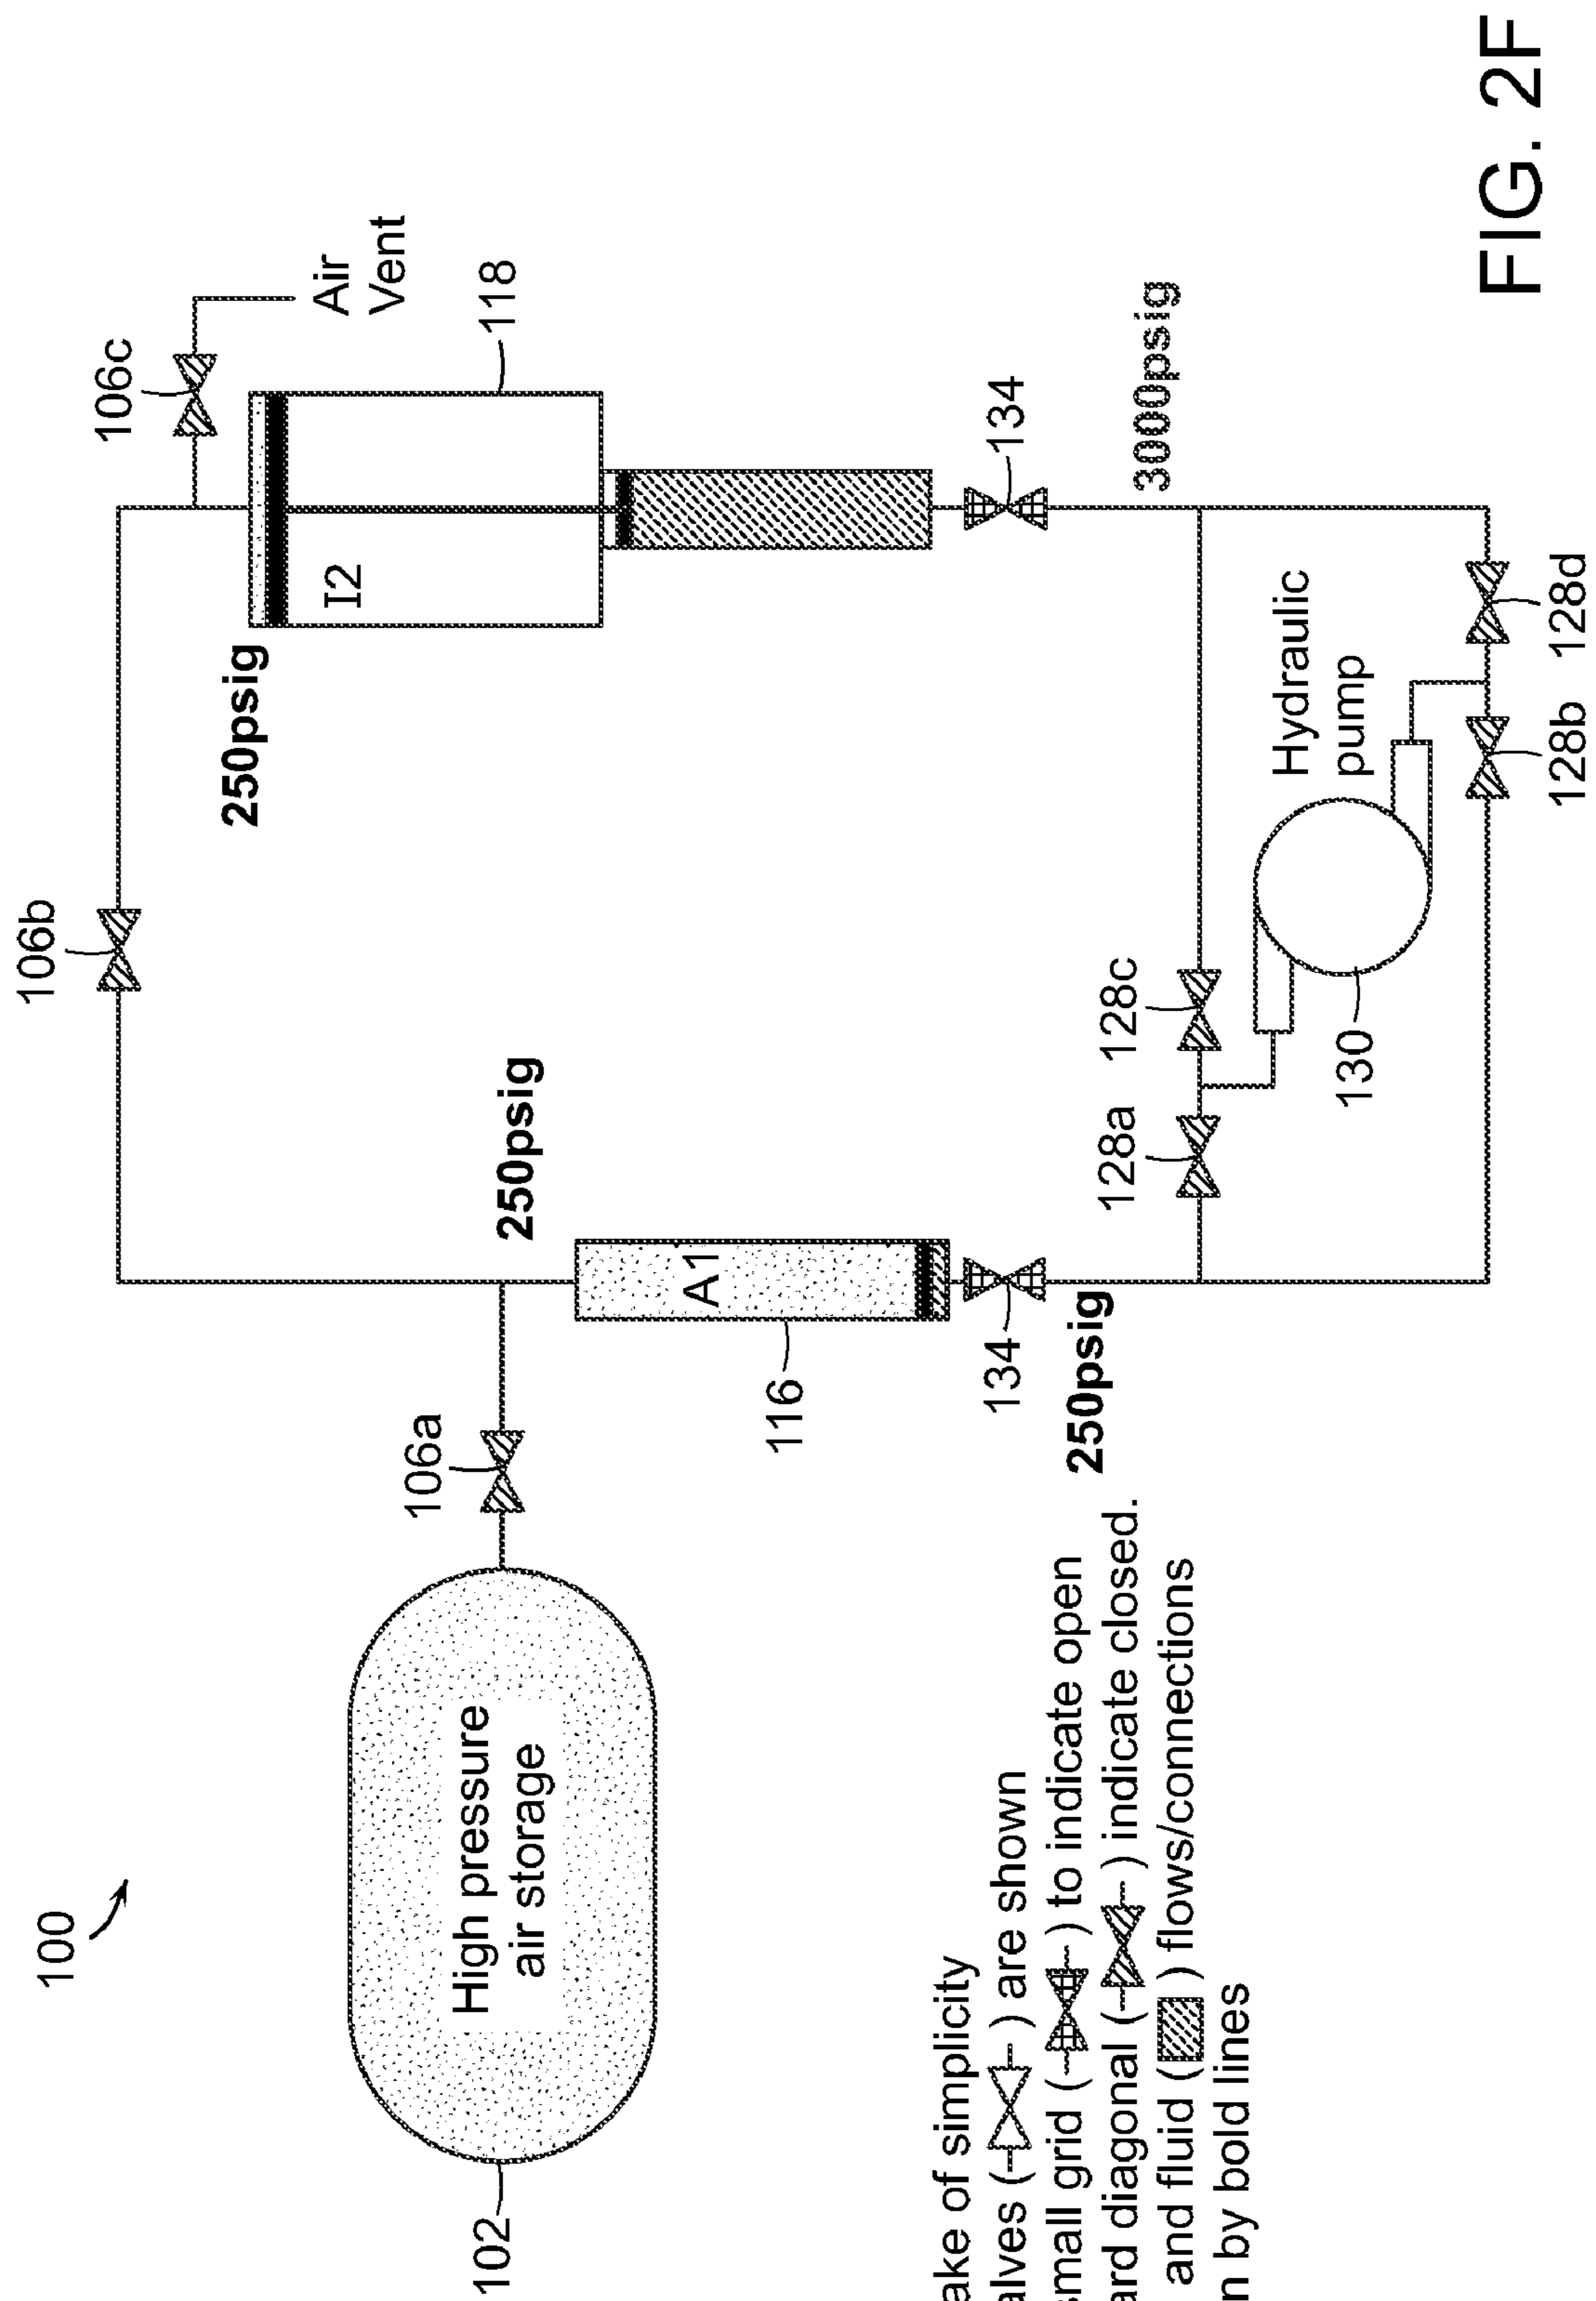 100
102
High pressure
air storage
106a
106b
106c
Air
Vent
250psig
I2
118
250psig
A1
116
134
250psig
134
3000psig
128a
128c
Hydraulic
pump
130
128b
128d
ake of simplicity
alves ( ) are shown
small grid ( ) to indicate open
ard diagonal ( ) indicate closed.
and fluid ( ) flows/connections
n by bold lines
FIG. 2F